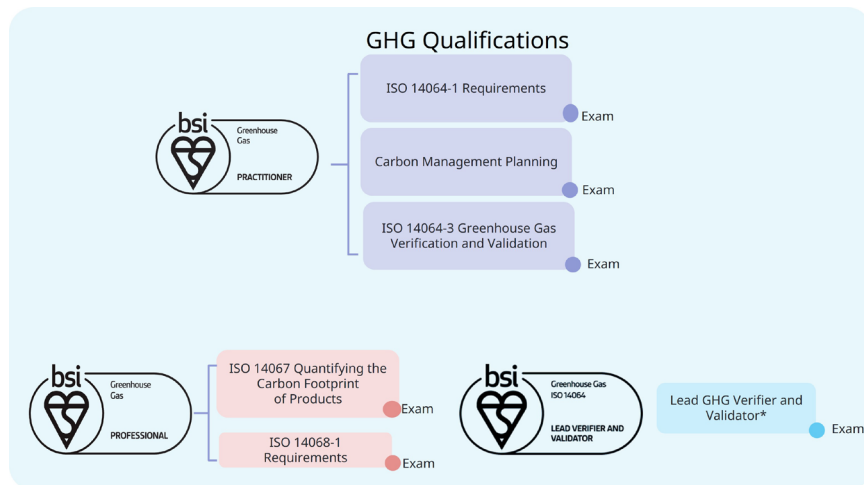 GHG Qualifications
ISO 14064-1 Requirements
Exam
bsi
Greenhouse
Gas
PRACTITIONER
Carbon Management Planning
Exam
ISO 14064-3 Greenhouse Gas
Verification and Validation
Exam
bsi
Greenhouse
Gas
PROFESSIONAL
ISO 14067 Quantifying the
Carbon Footprint
of Products
Exam
ISO 14068-1
Requirements
Exam
bsi
Greenhouse Gas
ISO 14064
LEAD VERIFIER AND
VALIDATOR
Lead GHG Verifier and
Validator*
Exam